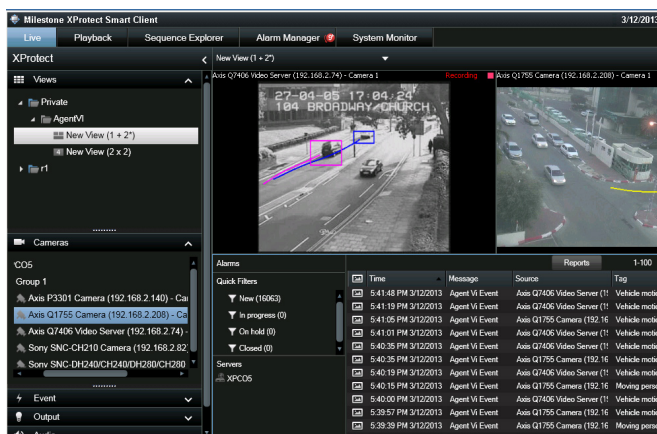 Milestone XProtect Smart Client
3/12/2013
Live Playback Sequence Explorer Alarm Manager 9 System Monitor
XProtect
New View (1 + 2*)
Views
Private
AgentVI
New View (1 + 2*)
New View (2 x 2)
r1
Axis Q7406 Video Server (192.168.2.74) - Camera 1 Recording
Axis Q1755 Camera (192.168.2.208) - Camera 1
27-04-05 17:04:24
104 BROADWAY/CHURCH
Cameras
Group 1
Axis P3301 Camera (192.168.2.140) - Ca
Axis Q1755 Camera (192.168.2.208) - Ca
Axis Q7406 Video Server (192.168.2.74) -
Sony SNC-CH210 Camera (192.168.2.82)
Sony SNC-DH240/CH240/DH280/CH280
Event
Output
Audio
Alarms
Reports 1-100
Quick Filters
New (16063)
In progress (0)
On hold (0)
Closed (0)
Servers
XPCO5
Time Message Source Tag
5:41:48 PM 3/12/2013 Agent Vi Event Axis Q7406 Video Server (19 Vehicle motio
5:41:19 PM 3/12/2013 Agent Vi Event Axis Q7406 Video Server (19 Vehicle motio
5:41:05 PM 3/12/2013 Agent Vi Event Axis Q1755 Camera (192.16 Vehicle motio
5:41:01 PM 3/12/2013 Agent Vi Event Axis Q7406 Video Server (19 Vehicle motio
5:40:35 PM 3/12/2013 Agent Vi Event Axis Q7406 Video Server (19 Vehicle motio
5:40:35 PM 3/12/2013 Agent Vi Event Axis Q1755 Camera (192.16 Vehicle motio
5:40:19 PM 3/12/2013 Agent Vi Event Axis Q7406 Video Server (19 Vehicle motio
5:40:15 PM 3/12/2013 Agent Vi Event Axis Q1755 Camera (192.16 Moving perso
5:40:00 PM 3/12/2013 Agent Vi Event Axis Q7406 Video Server (19 Vehicle motio
5:39:57 PM 3/12/2013 Agent Vi Event Axis Q1755 Camera (192.16 Vehicle motio
5:39:39 PM 3/12/2013 Agent Vi Event Axis Q1755 Camera (192.16 Moving perso